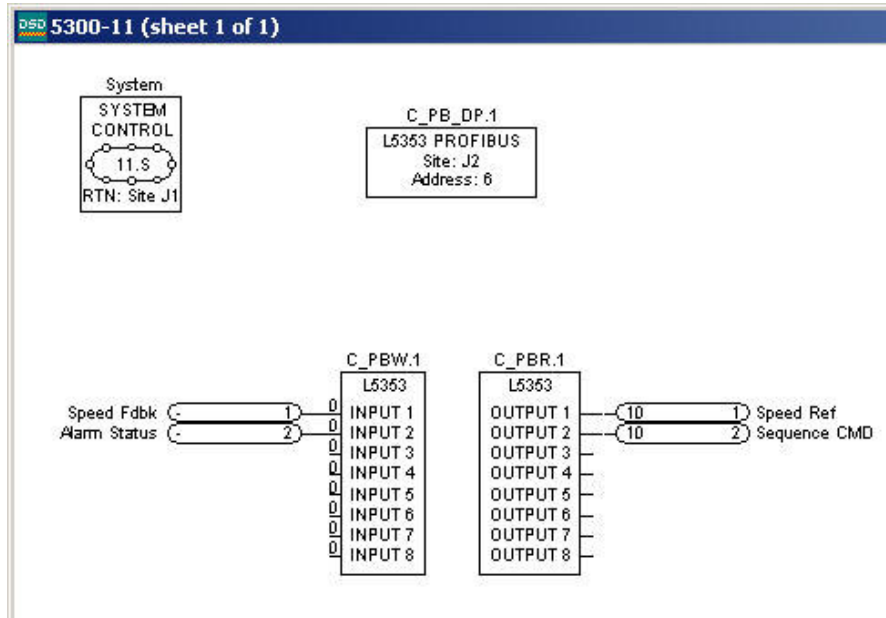 DSD 5300-11 (sheet 1 of 1)
System
SYSTEM
CONTROL
11.S
RTN: Site J1
C_PB_DP.1
L5353 PROFIBUS
Site: J2
Address: 6
C_PBW.1
L5353
Speed Fdbk - 1 0 INPUT 1
Alarm Status - 2 0 INPUT 2
0 INPUT 3
0 INPUT 4
0 INPUT 5
0 INPUT 6
0 INPUT 7
0 INPUT 8
C_PBR.1
L5353
OUTPUT 1 10 1 Speed Ref
OUTPUT 2 10 2 Sequence CMD
OUTPUT 3
OUTPUT 4
OUTPUT 5
OUTPUT 6
OUTPUT 7
OUTPUT 8